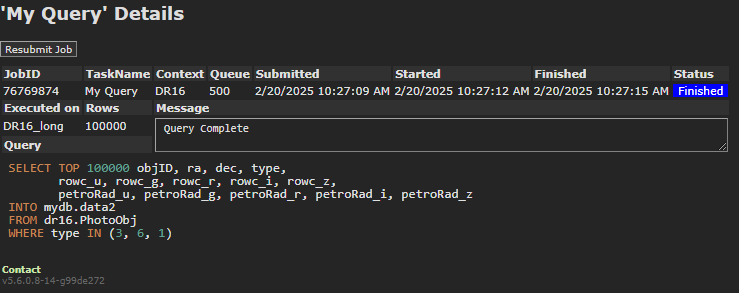 'My Query' Details
Resubmit Job
JobID TaskName Context Queue Submitted Started Finished Status
76769874 My Query DR16 500 2/20/2025 10:27:09 AM 2/20/2025 10:27:12 AM 2/20/2025 10:27:15 AM Finished
Executed on Rows Message
DR16_long 100000 Query Complete
Query
SELECT TOP 100000 objID, ra, dec, type,
rowc_u, rowc_g, rowc_r, rowc_i, rowc_z,
petroRad_u, petroRad_g, petroRad_r, petroRad_i, petroRad_z
INTO mydb.data2
FROM dr16.PhotoObj
WHERE type IN (3, 6, 1)
Contact
v5.6.0.8-14-g99de272